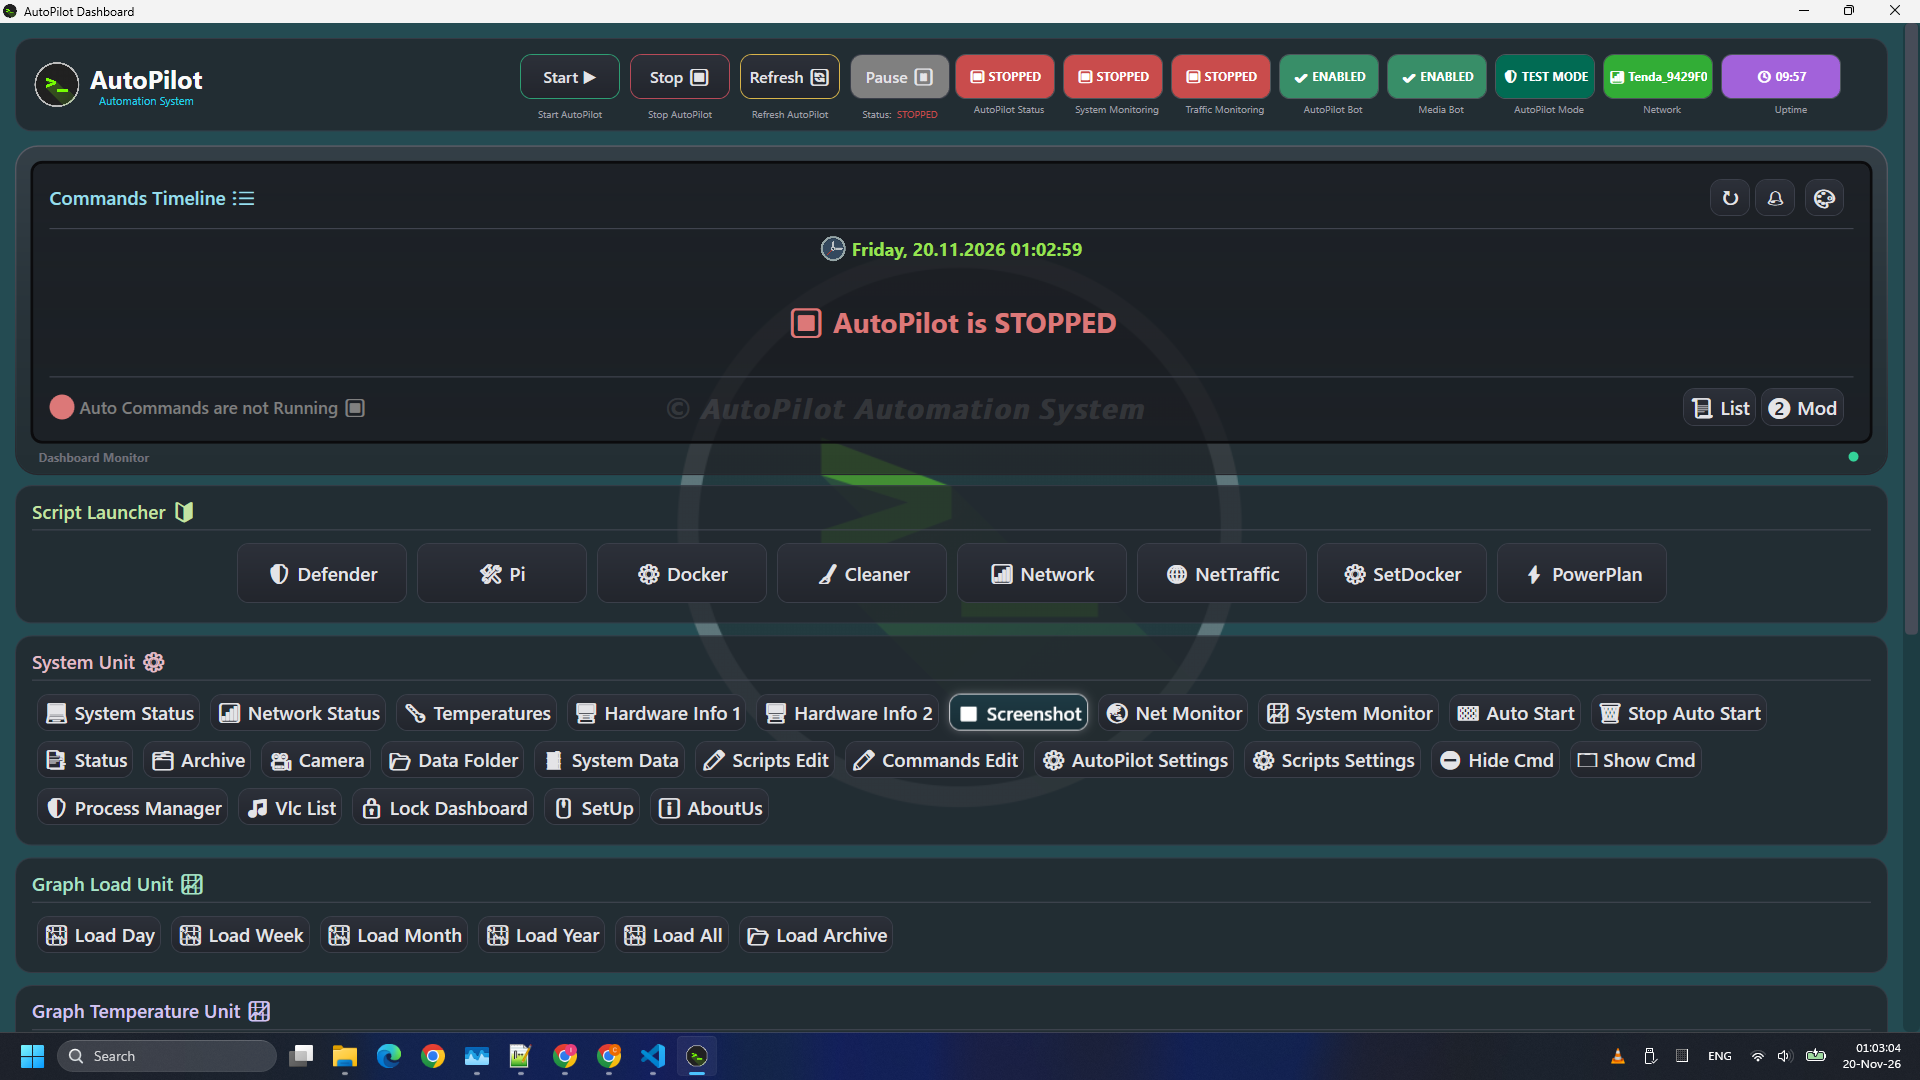 AutoPilot Dashboard
AutoPilot
Automation System
Start
Stop
Refresh
Pause
STOPPED
STOPPED
STOPPED
ENABLED
ENABLED
TEST MODE
Tenda_9429F0
09:57
Start AutoPilot
Stop AutoPilot
Refresh AutoPilot
Status: STOPPED
AutoPilot Status
System Monitoring
Traffic Monitoring
AutoPilot Bot
Media Bot
AutoPilot Mode
Network
Uptime
Commands Timeline
Friday, 20.11.2026 01:02:59
AutoPilot is STOPPED
Auto Commands are not Running
© AutoPilot Automation System
List
2 Mod
Dashboard Monitor
Script Launcher
Defender
Pi
Docker
Cleaner
Network
NetTraffic
SetDocker
PowerPlan
System Unit
System Status
Network Status
Temperatures
Hardware Info 1
Hardware Info 2
Screenshot
Net Monitor
System Monitor
Auto Start
Stop Auto Start
Status
Archive
Camera
Data Folder
System Data
Scripts Edit
Commands Edit
AutoPilot Settings
Scripts Settings
Hide Cmd
Show Cmd
Process Manager
Vlc List
Lock Dashboard
SetUp
AboutUs
Graph Load Unit
Load Day
Load Week
Load Month
Load Year
Load All
Load Archive
Graph Temperature Unit
Search
ENG
01:03:04
20-Nov-26